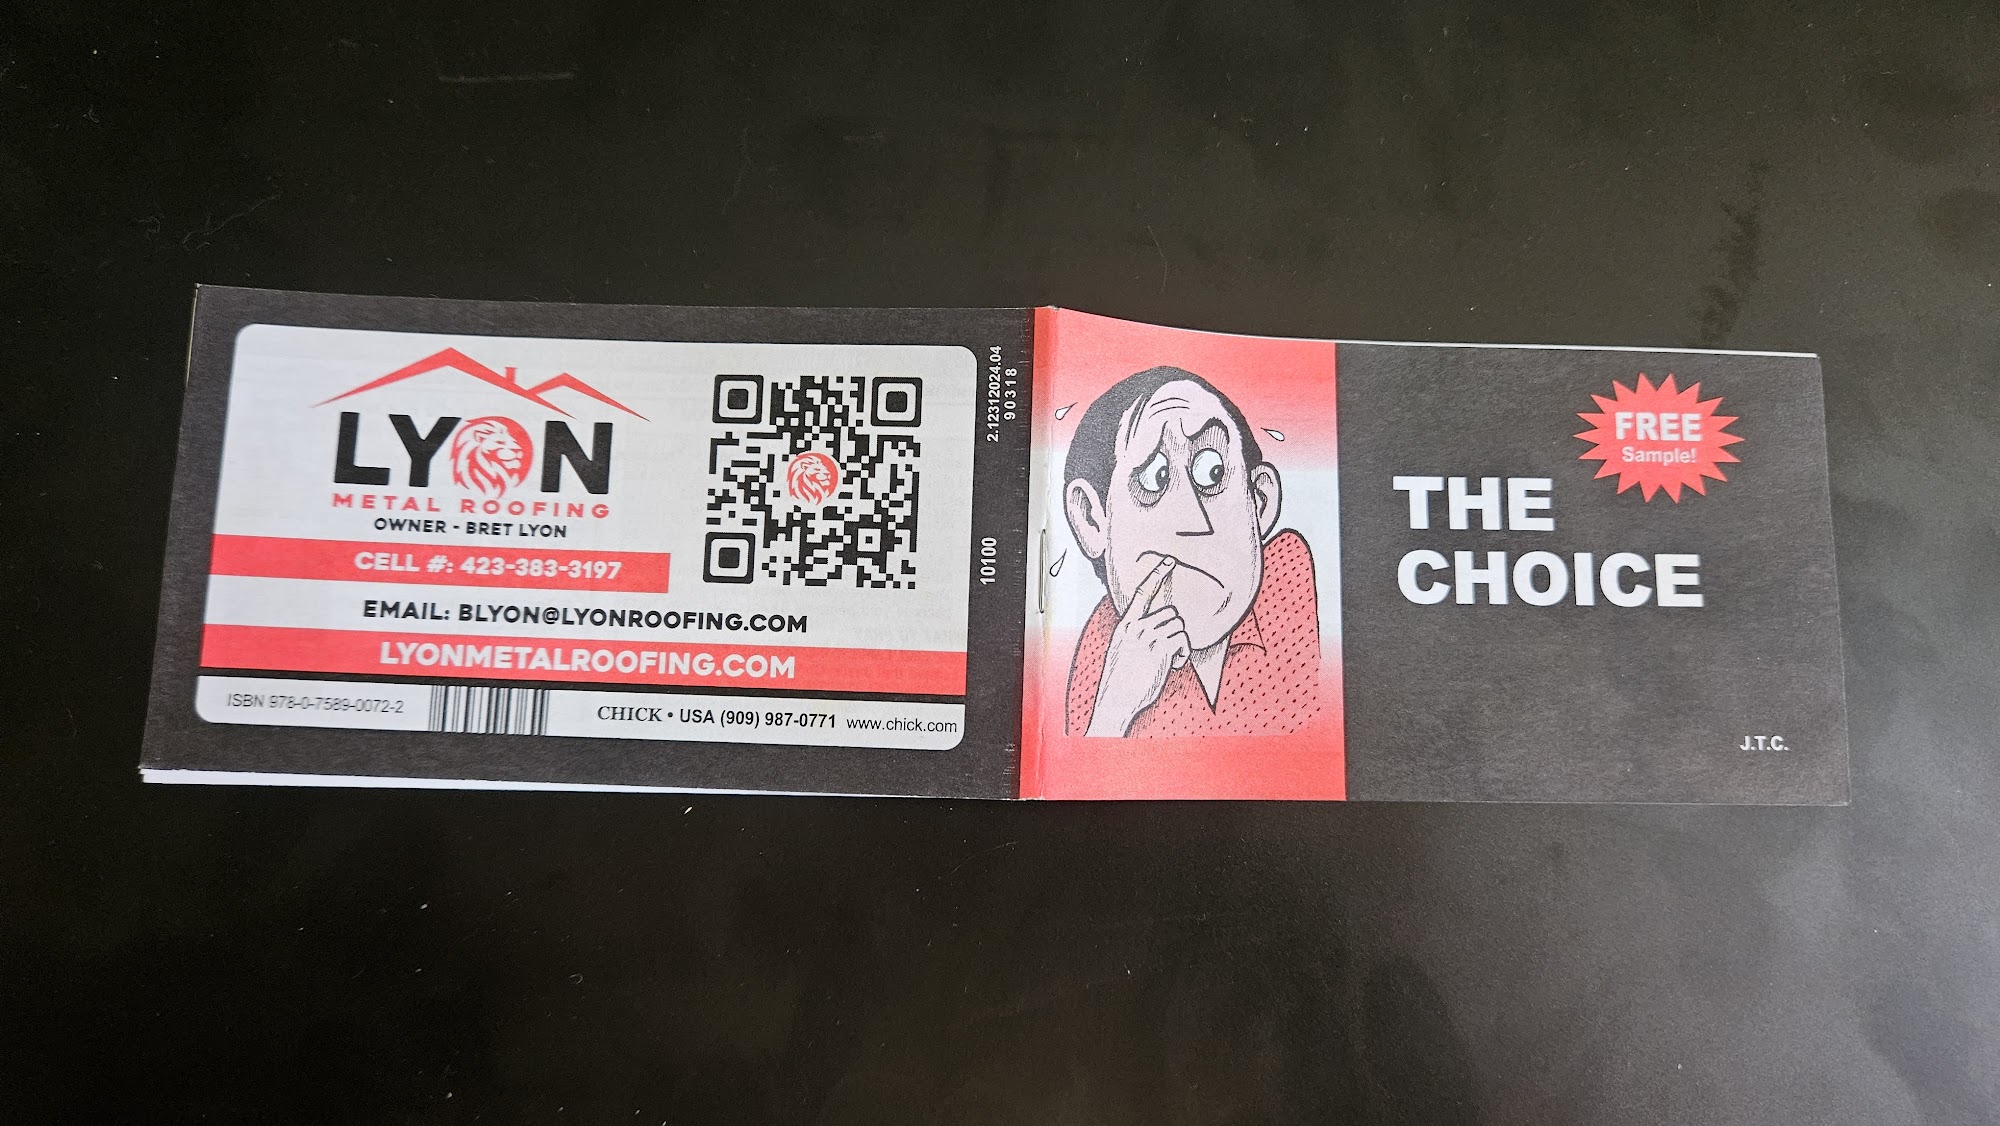 LYON
METAL ROOFING
OWNER - BRET LYON
CELL #: 423-383-3197
EMAIL: BLYON@LYONROOFING.COM
LYONMETALROOFING.COM
ISBN 978-0-7589-0072-2
CHICK • USA (909) 987-0771 www.chick.com
2.12312024.04
90318
10100
FREE
Sample!
THE
CHOICE
J.T.C.